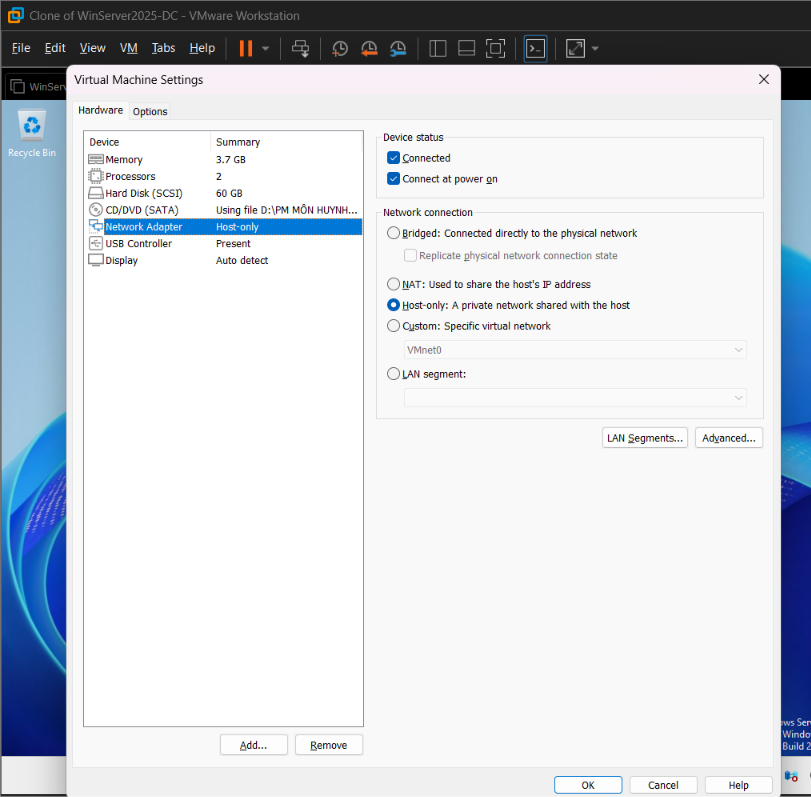 Clone of WinServer2025-DC - VMware Workstation
File Edit View VM Tabs Help
WinServ
Virtual Machine Settings
Hardware Options
Recycle Bin
Device Summary
Memory 3.7 GB
Processors 2
Hard Disk (SCSI) 60 GB
CD/DVD (SATA) Using file D:\PM MÔN HUYNH...
Network Adapter Host-only
USB Controller Present
Display Auto detect
Add... Remove
Device status
Connected
Connect at power on
Network connection
Bridged: Connected directly to the physical network
Replicate physical network connection state
NAT: Used to share the host's IP address
Host-only: A private network shared with the host
Custom: Specific virtual network
VMnet0
LAN segment:
LAN Segments... Advanced...
OK Cancel Help
ws Ser
Windo
Build 2